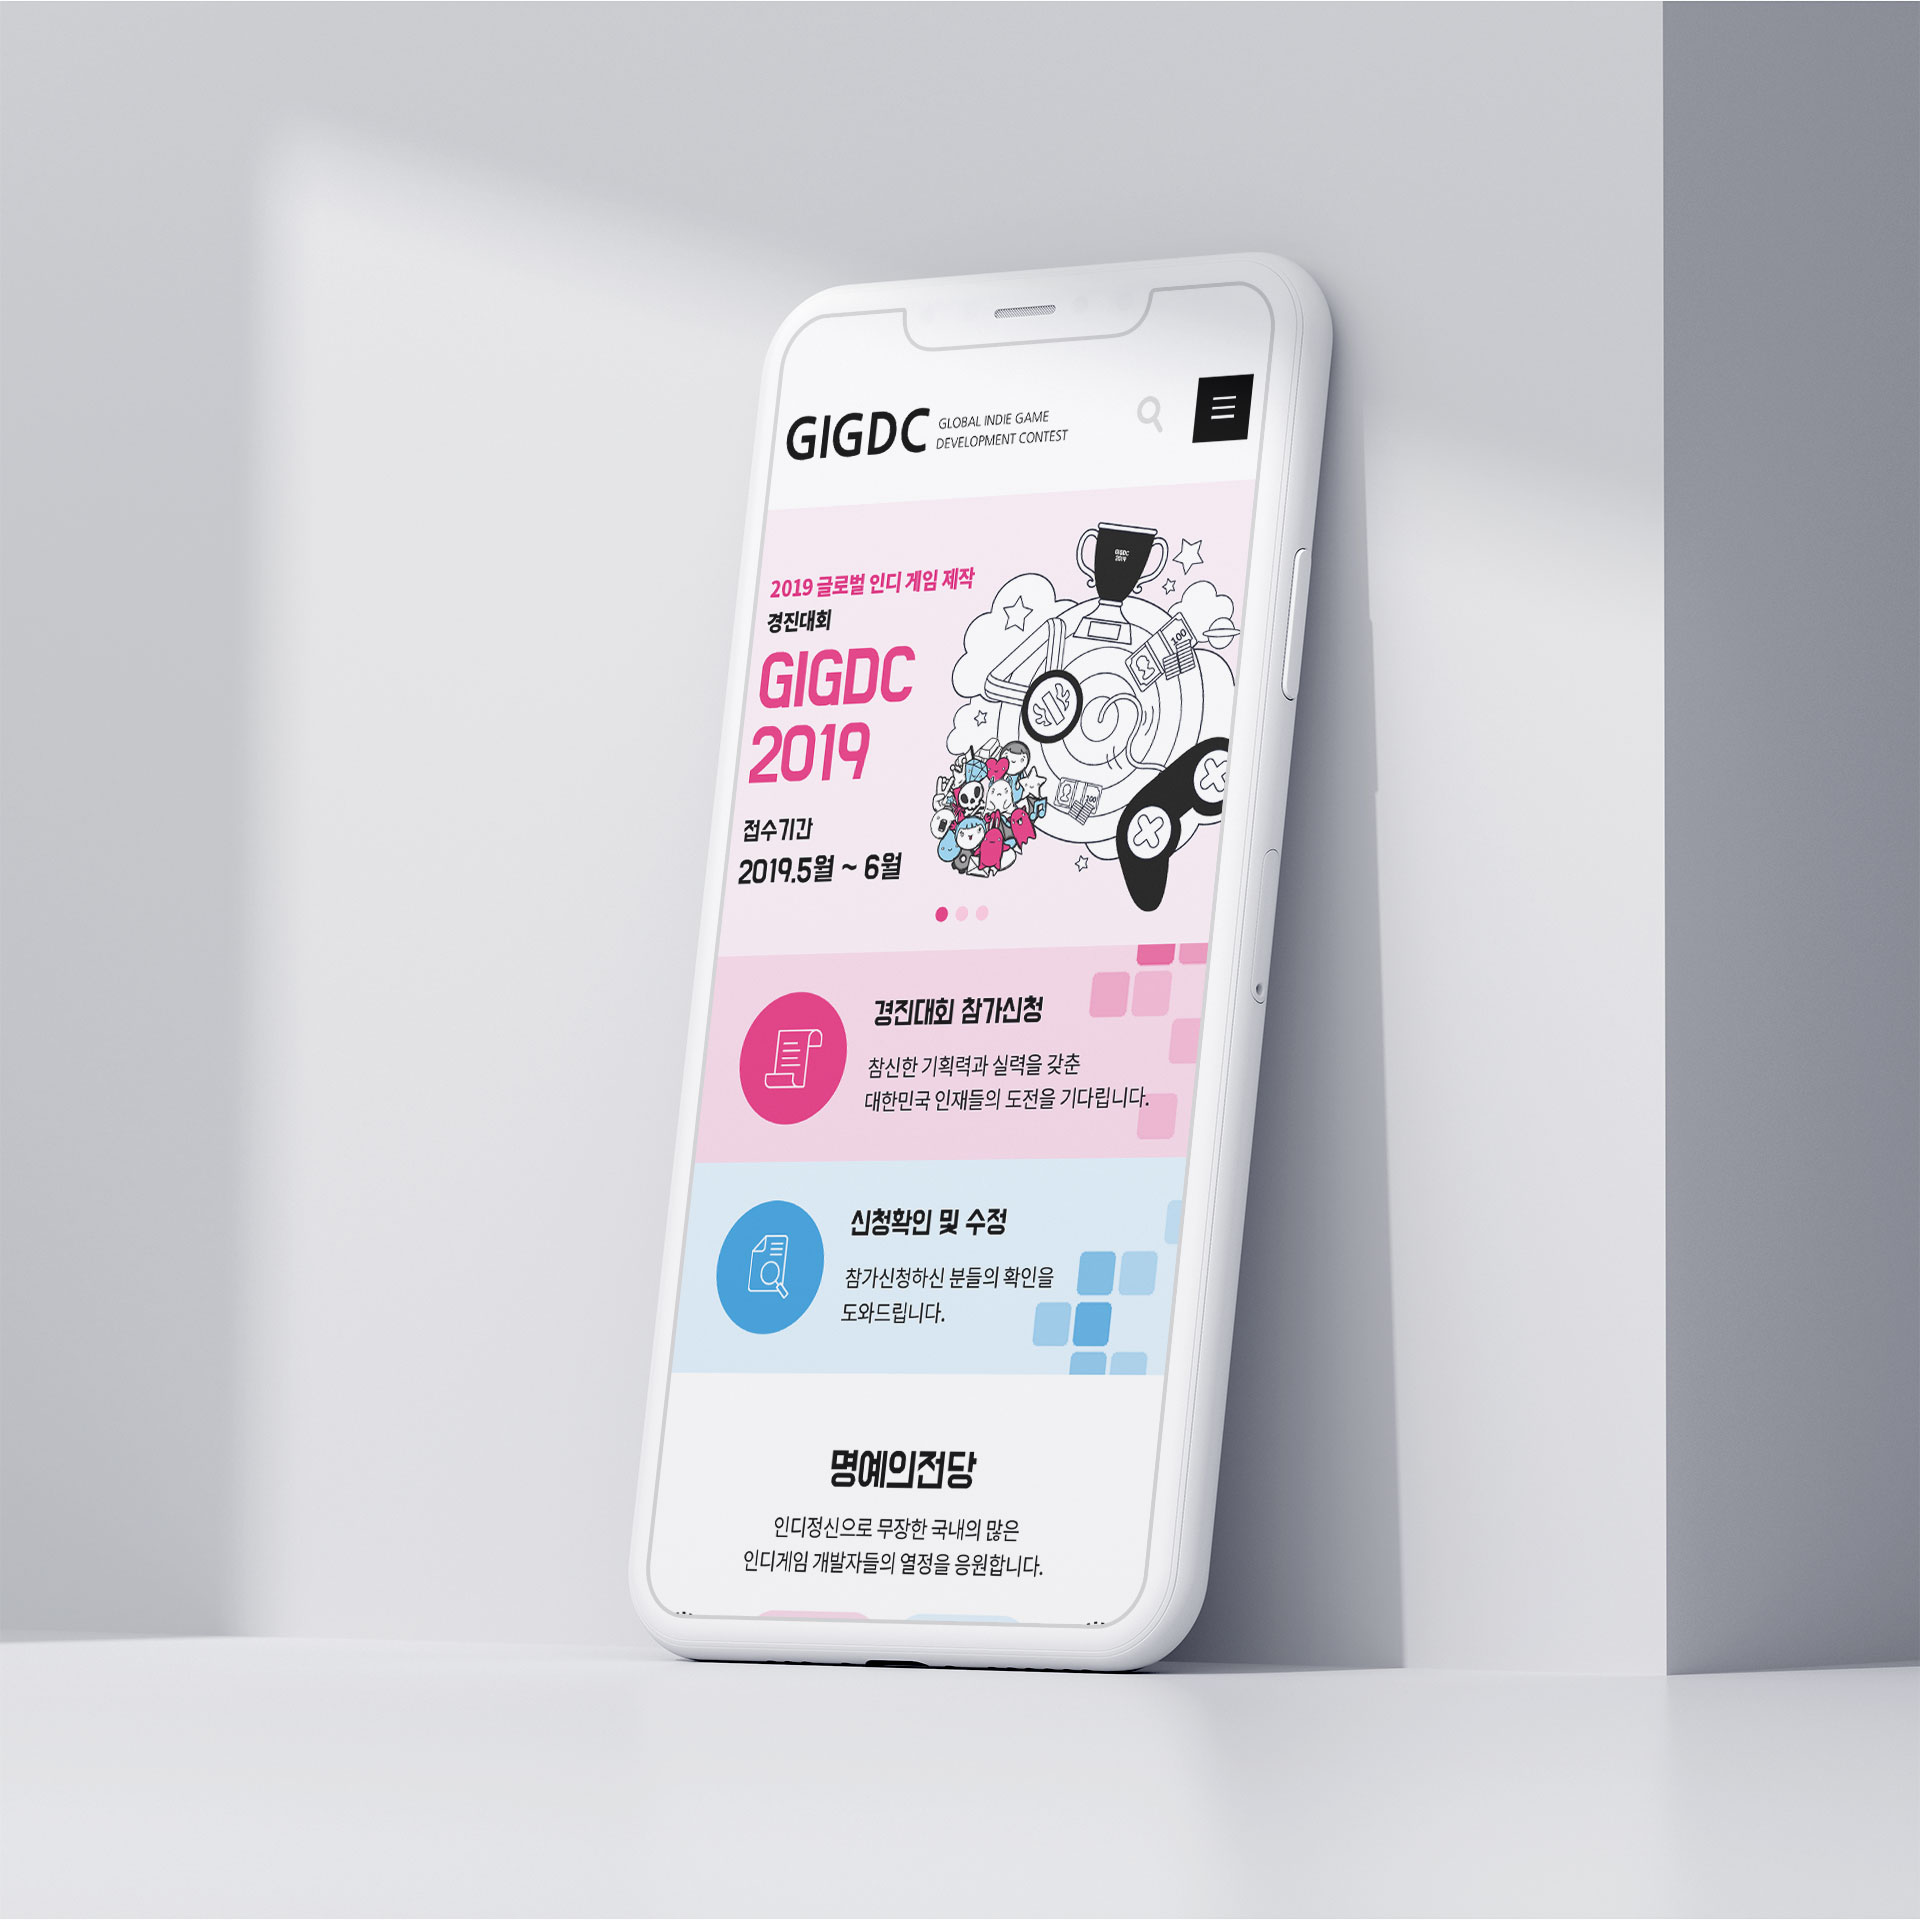 GIGDC
GLOBAL INDIE GAME
DEVELOPMENT CONTEST
GIGDC
2019
2019 글로벌 인디 게임 제작
경진대회
GIGDC
2019
100
100
접수기간
2019.5월 ~ 6월
경진대회 참가신청
참신한 기획력과 실력을 갖춘
대한민국 인재들의 도전을 기다립니다.
신청확인 및 수정
참가신청하신 분들의 확인을
도와드립니다.
명예의전당
인디정신으로 무장한 국내의 많은
인디게임 개발자들의 열정을 응원합니다.